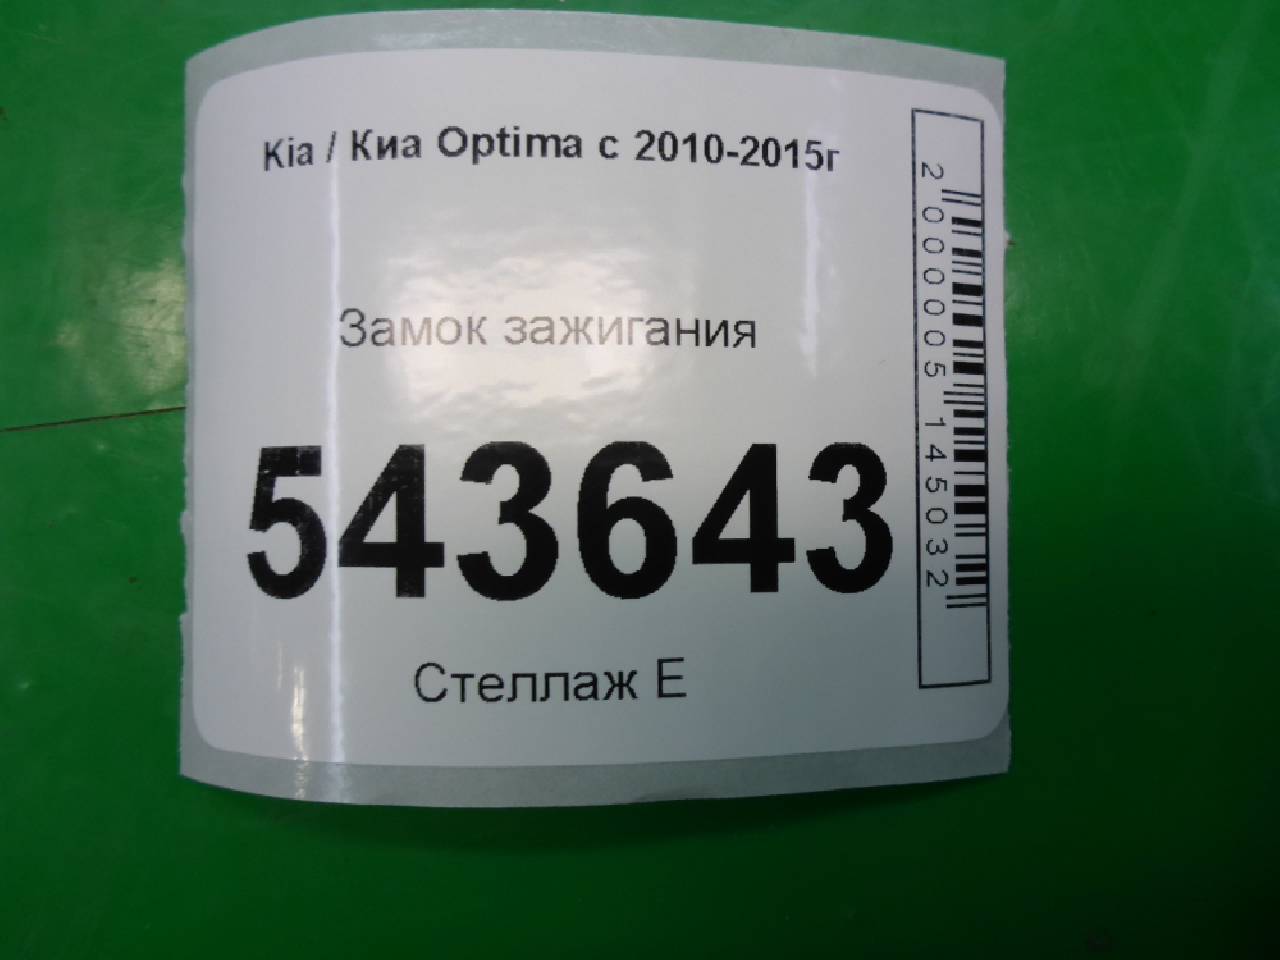 Kia / Киа Optima с 2010-2015г
Замок зажигания
543643
Стеллаж Е
2000005145032